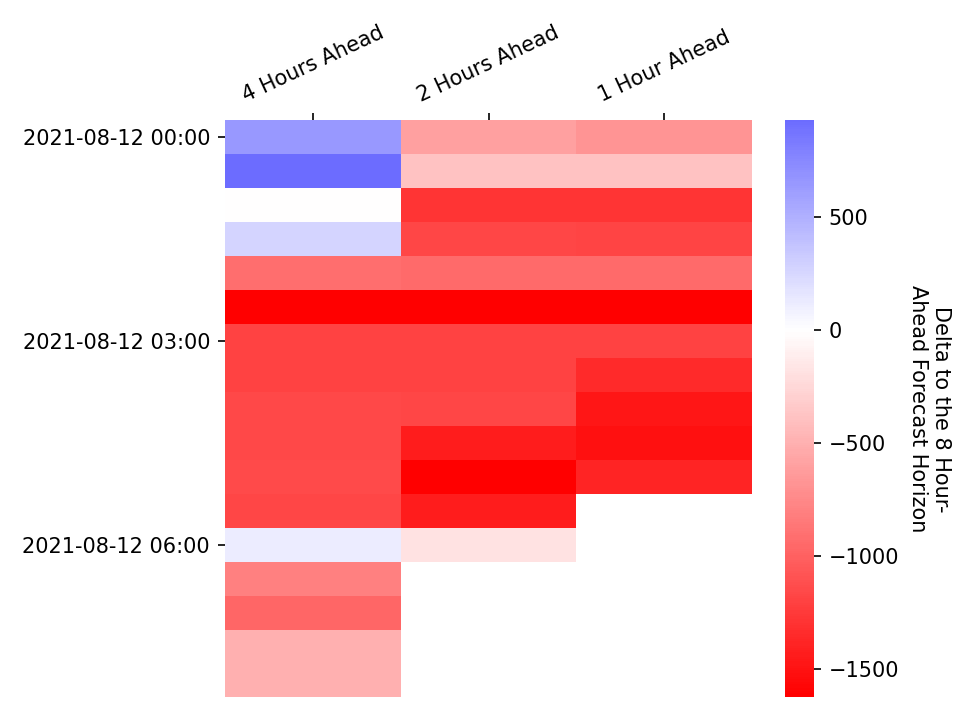 4 Hours Ahead
2 Hours Ahead
1 Hour Ahead
2021-08-12 00:00
2021-08-12 03:00
2021-08-12 06:00
500
0
−500
−1000
−1500
Delta to the 8 Hour-
Ahead Forecast Horizon